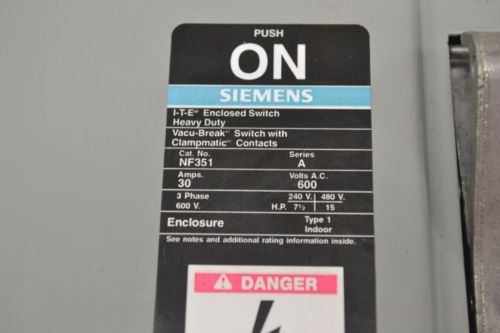 PUSH
ON
SIEMENS
I-T-E® Enclosed Switch
Heavy Duty
Vacu-Break® Switch with
Clampmatic® Contacts
Cat. No. Series
NF351 A
Amps. Volts A.C.
30 600
3 Phase 240 V. 480 V.
600 V. H.P. 7½ 15
Enclosure Type 1
Indoor
See notes and additional rating information inside.
DANGER